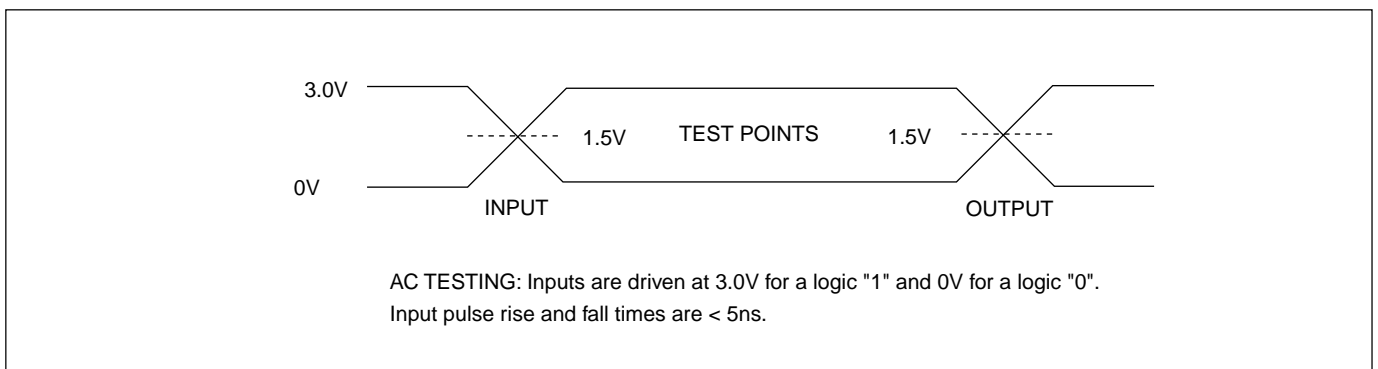 3.0V
1.5V TEST POINTS 1.5V
0V
INPUT OUTPUT
AC TESTING: Inputs are driven at 3.0V for a logic "1" and 0V for a logic "0".
Input pulse rise and fall times are < 5ns.